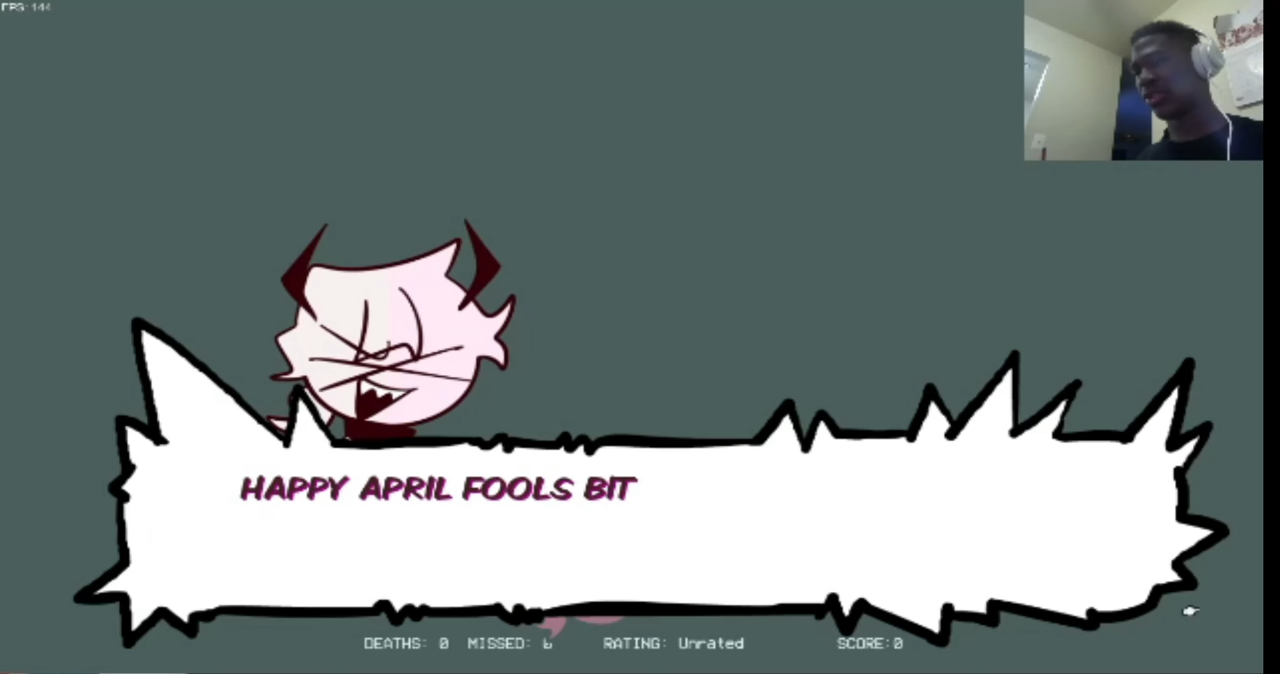 FPS: 144
HAPPY APRIL FOOLS BIT
DEATHS: 0 MISSED: 6 RATING: Unrated SCORE:0